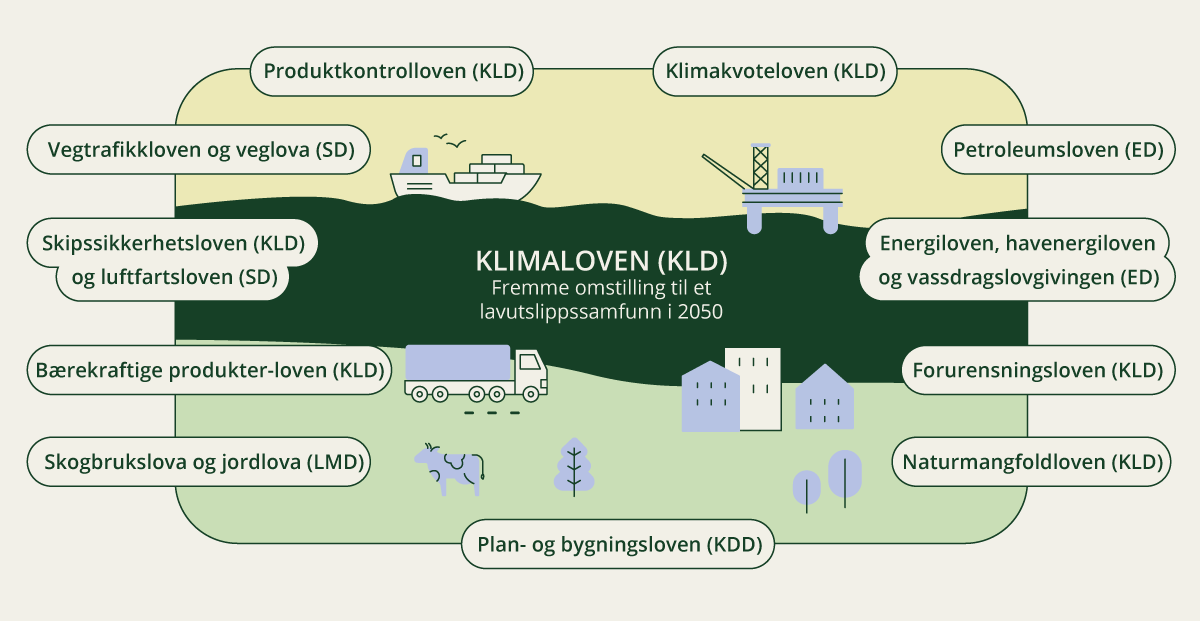 Produktkontrolloven (KLD)
Klimakvoteloven (KLD)
Vegtrafikkloven og veglova (SD)
Petroleumsloven (ED)
Skipssikkerhetsloven (KLD)
og luftfartsloven (SD)
Energiloven, havenergiloven
og vassdragslovgivingen (ED)
KLIMALOVEN (KLD)
Fremme omstilling til et
lavutslippssamfunn i 2050
Bærekraftige produkter-loven (KLD)
Forurensningsloven (KLD)
Skogbrukslova og jordlova (LMD)
Naturmangfoldloven (KLD)
Plan- og bygningsloven (KDD)